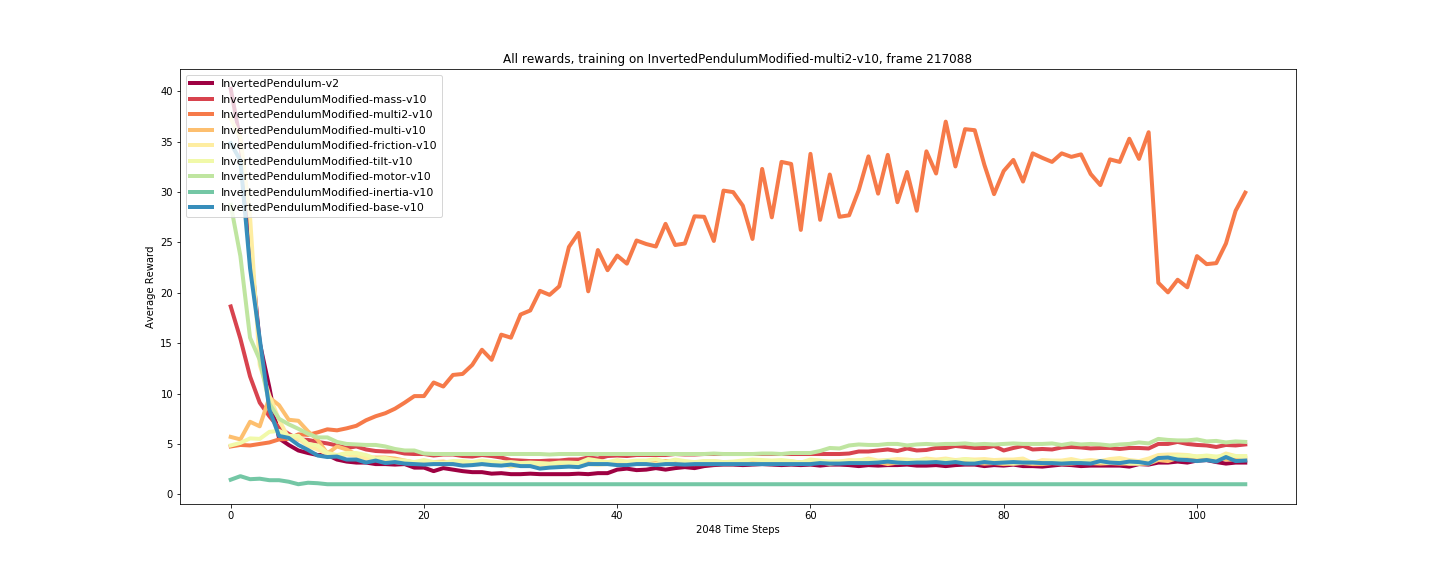 All rewards, training on InvertedPendulumModified-multi2-v10, frame 217088
InvertedPendulum-v2
InvertedPendulumModified-mass-v10
InvertedPendulumModified-multi2-v10
InvertedPendulumModified-multi-v10
InvertedPendulumModified-friction-v10
InvertedPendulumModified-tilt-v10
InvertedPendulumModified-motor-v10
InvertedPendulumModified-inertia-v10
InvertedPendulumModified-base-v10
Average Reward
40
35
30
25
20
15
10
5
0
0 20 40 60 80 100
2048 Time Steps